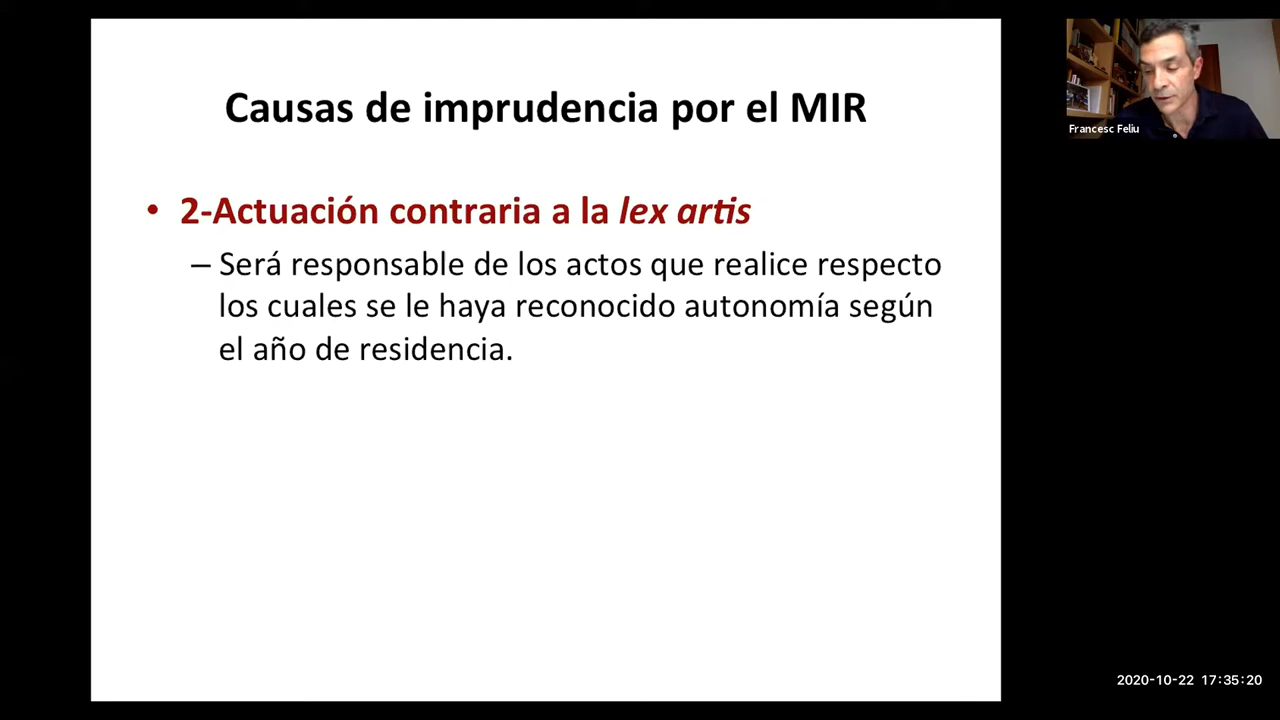 Causas de imprudencia por el MIR
• 2-Actuación contraria a la lex artis
– Será responsable de los actos que realice respecto
los cuales se le haya reconocido autonomía según
el año de residencia.
Francesc Feliu
2020-10-22 17:35:20